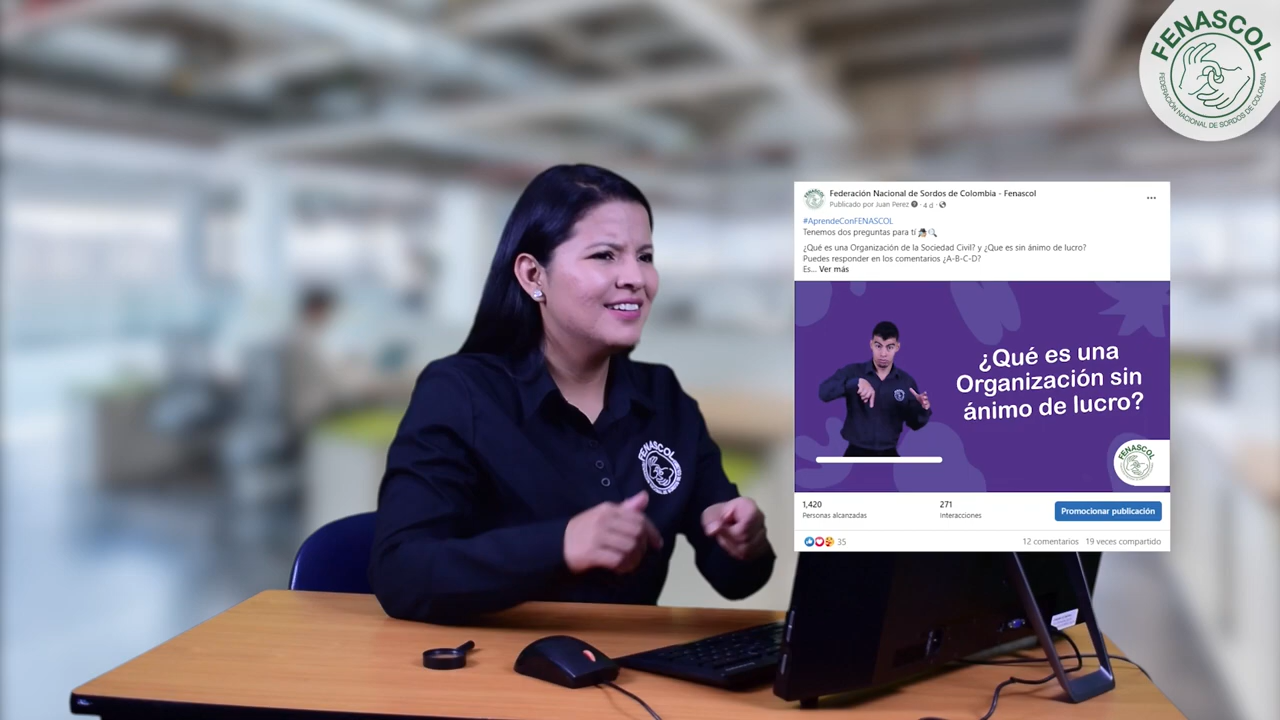 FENASCOL
FEDERACIÓN NACIONAL DE SORDOS DE COLOMBIA
Federación Nacional de Sordos de Colombia - Fenascol
Publicado por Juan Perez · 4 d ·
#AprendeConFENASCOL
Tenemos dos preguntas para tí
¿Qué es una Organización de la Sociedad Civil? y ¿Que es sin ánimo de lucro?
Puedes responder en los comentarios ¿A-B-C-D?
Es... Ver más
¿Qué es una
Organización sin
ánimo de lucro?
FENASCOL
FENASCOL
1,420
Personas alcanzadas
271
Interacciones
Promocionar publicación
35
12 comentarios
19 veces compartido